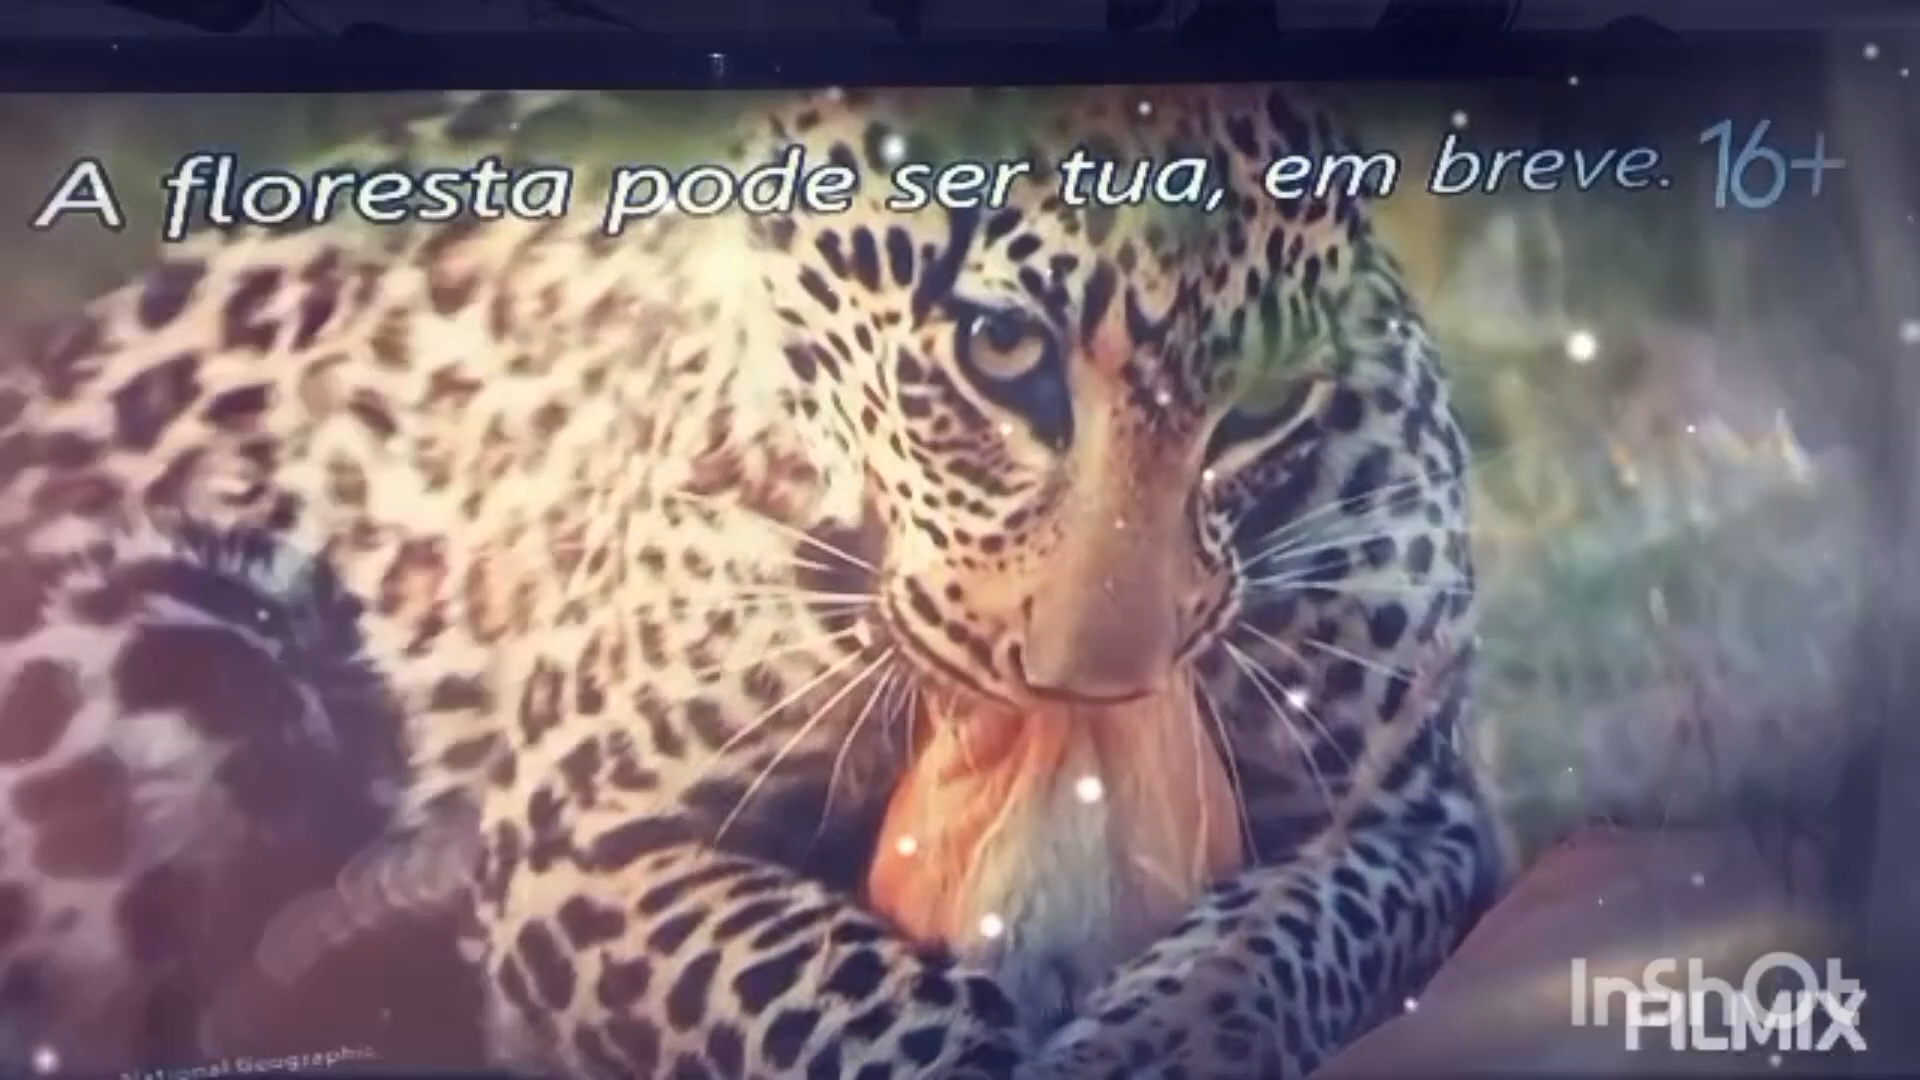 A floresta pode ser tua, em breve. 16+
National Geographic
InShOt
FILMIX